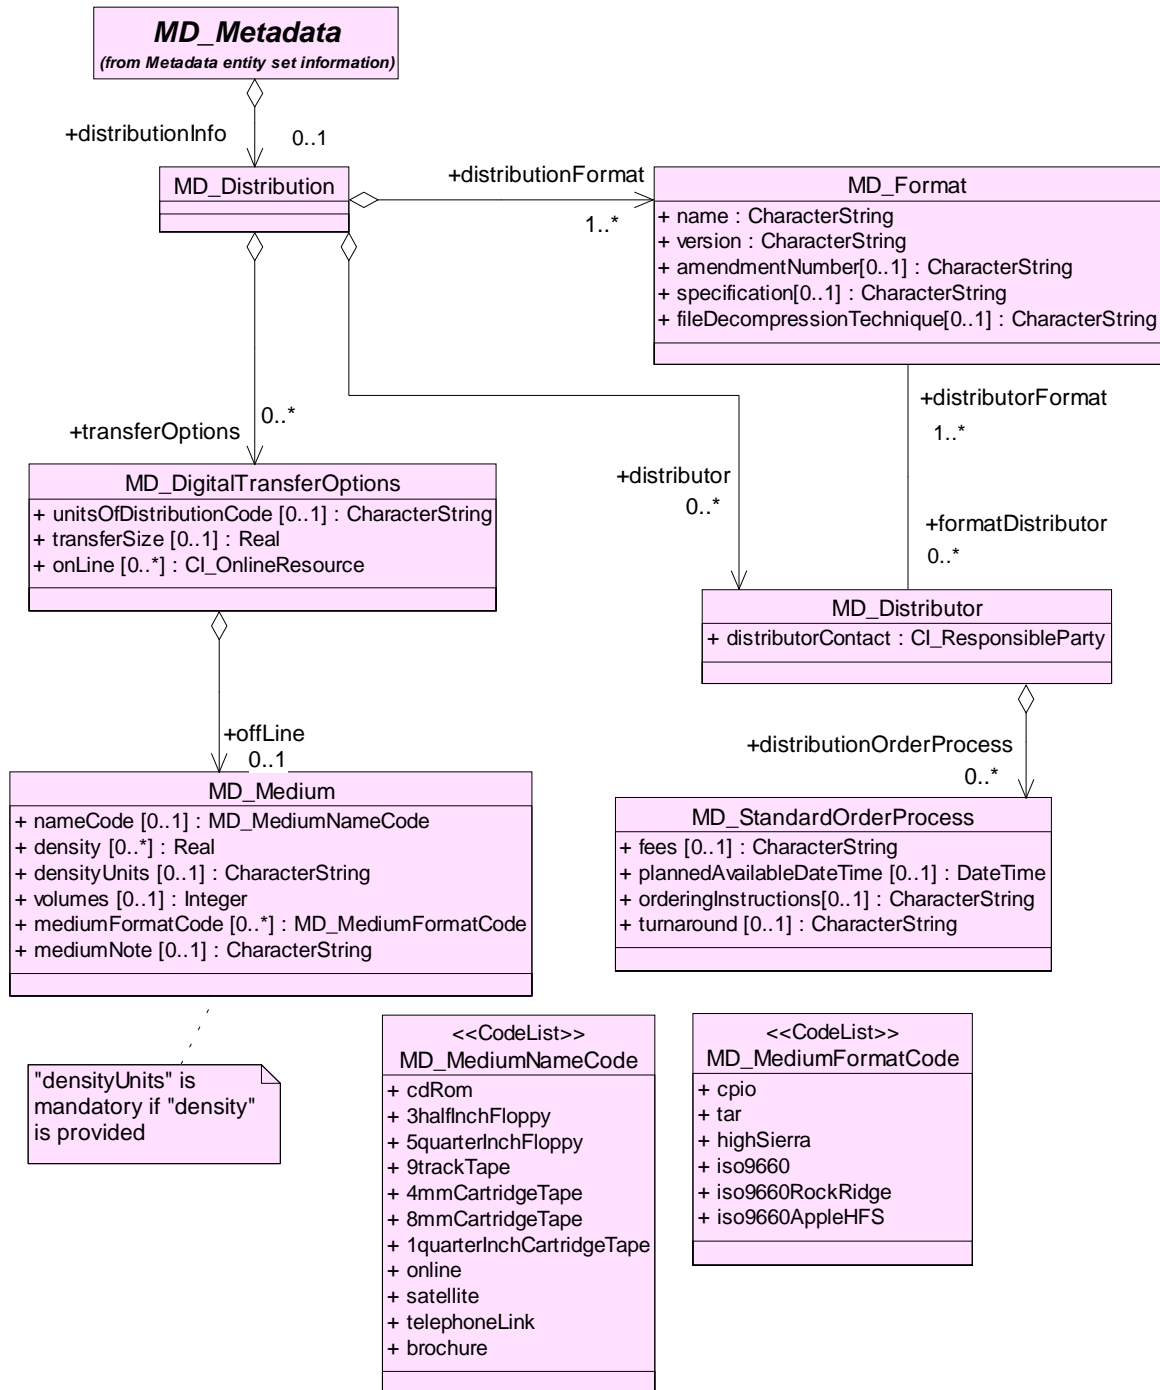 MD_Metadata
(from Metadata entity set information)
+distributionInfo
0..1
MD_Distribution
+distributionFormat
1..*
MD_Format
+ name : CharacterString
+ version : CharacterString
+ amendmentNumber[0..1] : CharacterString
+ specification[0..1] : CharacterString
+ fileDecompressionTechnique[0..1] : CharacterString
+distributorFormat
1..*
0..*
+transferOptions
MD_DigitalTransferOptions
+ unitsOfDistributionCode [0..1] : CharacterString
+ transferSize [0..1] : Real
+ onLine [0..*] : CI_OnlineResource
+distributor
0..*
+formatDistributor
0..*
MD_Distributor
+ distributorContact : CI_ResponsibleParty
+offLine
0..1
+distributionOrderProcess
0..*
MD_Medium
+ nameCode [0..1] : MD_MediumNameCode
+ density [0..*] : Real
+ densityUnits [0..1] : CharacterString
+ volumes [0..1] : Integer
+ mediumFormatCode [0..*] : MD_MediumFormatCode
+ mediumNote [0..1] : CharacterString
MD_StandardOrderProcess
+ fees [0..1] : CharacterString
+ plannedAvailableDateTime [0..1] : DateTime
+ orderingInstructions[0..1] : CharacterString
+ turnaround [0..1] : CharacterString
"densityUnits" is
mandatory if "density"
is provided
<<CodeList>>
MD_MediumNameCode
+ cdRom
+ 3halfInchFloppy
+ 5quarterInchFloppy
+ 9trackTape
+ 4mmCartridgeTape
+ 8mmCartridgeTape
+ 1quarterInchCartridgeTape
+ online
+ satellite
+ telephoneLink
+ brochure
<<CodeList>>
MD_MediumFormatCode
+ cpio
+ tar
+ highSierra
+ iso9660
+ iso9660RockRidge
+ iso9660AppleHFS